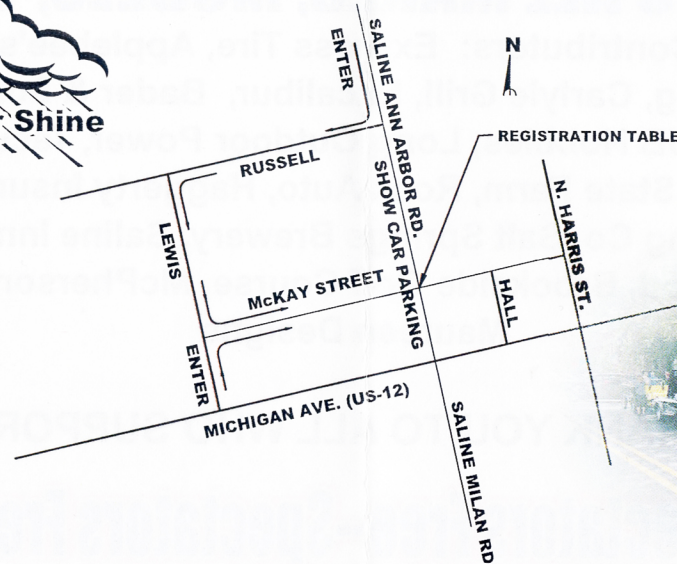 Shine
N
ENTER
SALINE ANN ARBOR RD.
REGISTRATION TABLE
RUSSELL
SHOW CAR PARKING
N. HARRIS ST.
LEWIS
McKAY STREET
HALL
ENTER
MICHIGAN AVE. (US-12)
SALINE MILAN RD